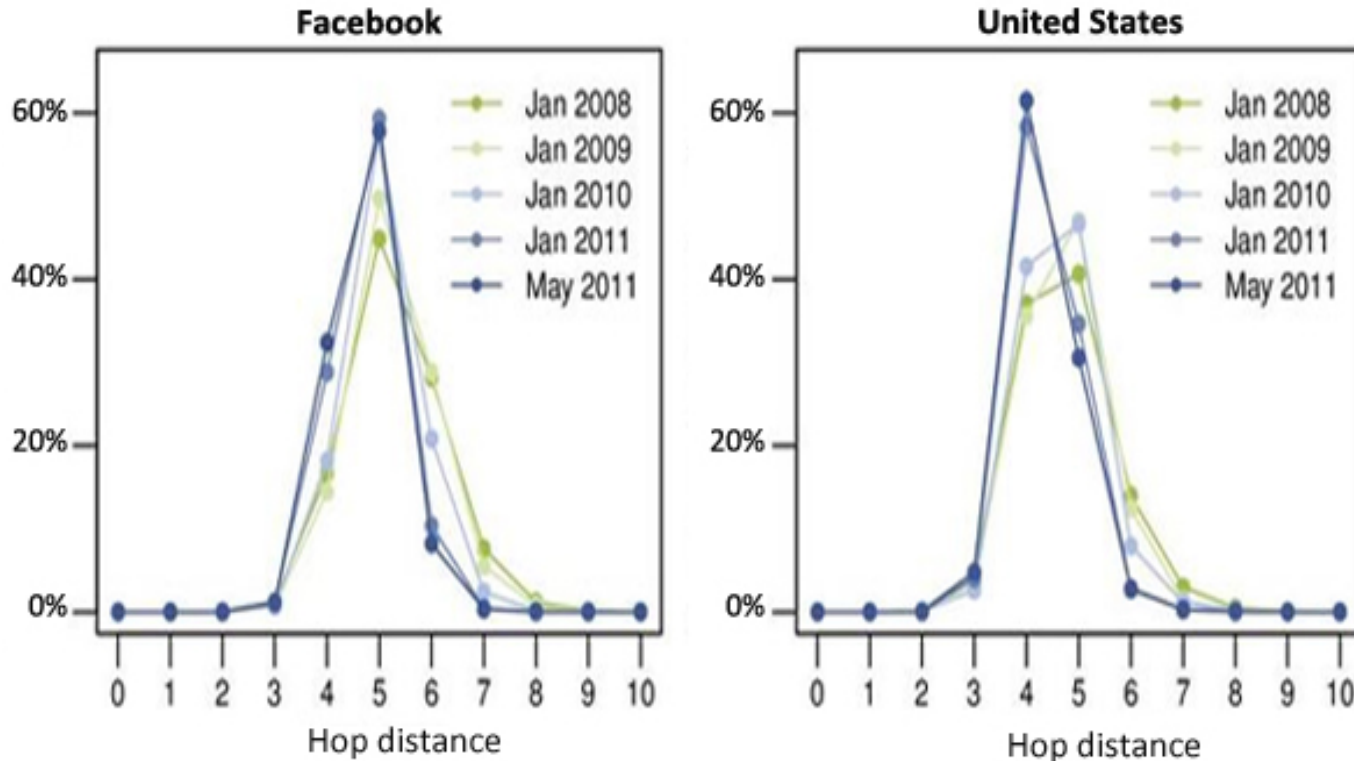 Facebook
60%
40%
20%
0%
Jan 2008
Jan 2009
Jan 2010
Jan 2011
May 2011
0 1 2 3 4 5 6 7 8 9 10
Hop distance
United States
60%
40%
20%
0%
Jan 2008
Jan 2009
Jan 2010
Jan 2011
May 2011
0 1 2 3 4 5 6 7 8 9 10
Hop distance